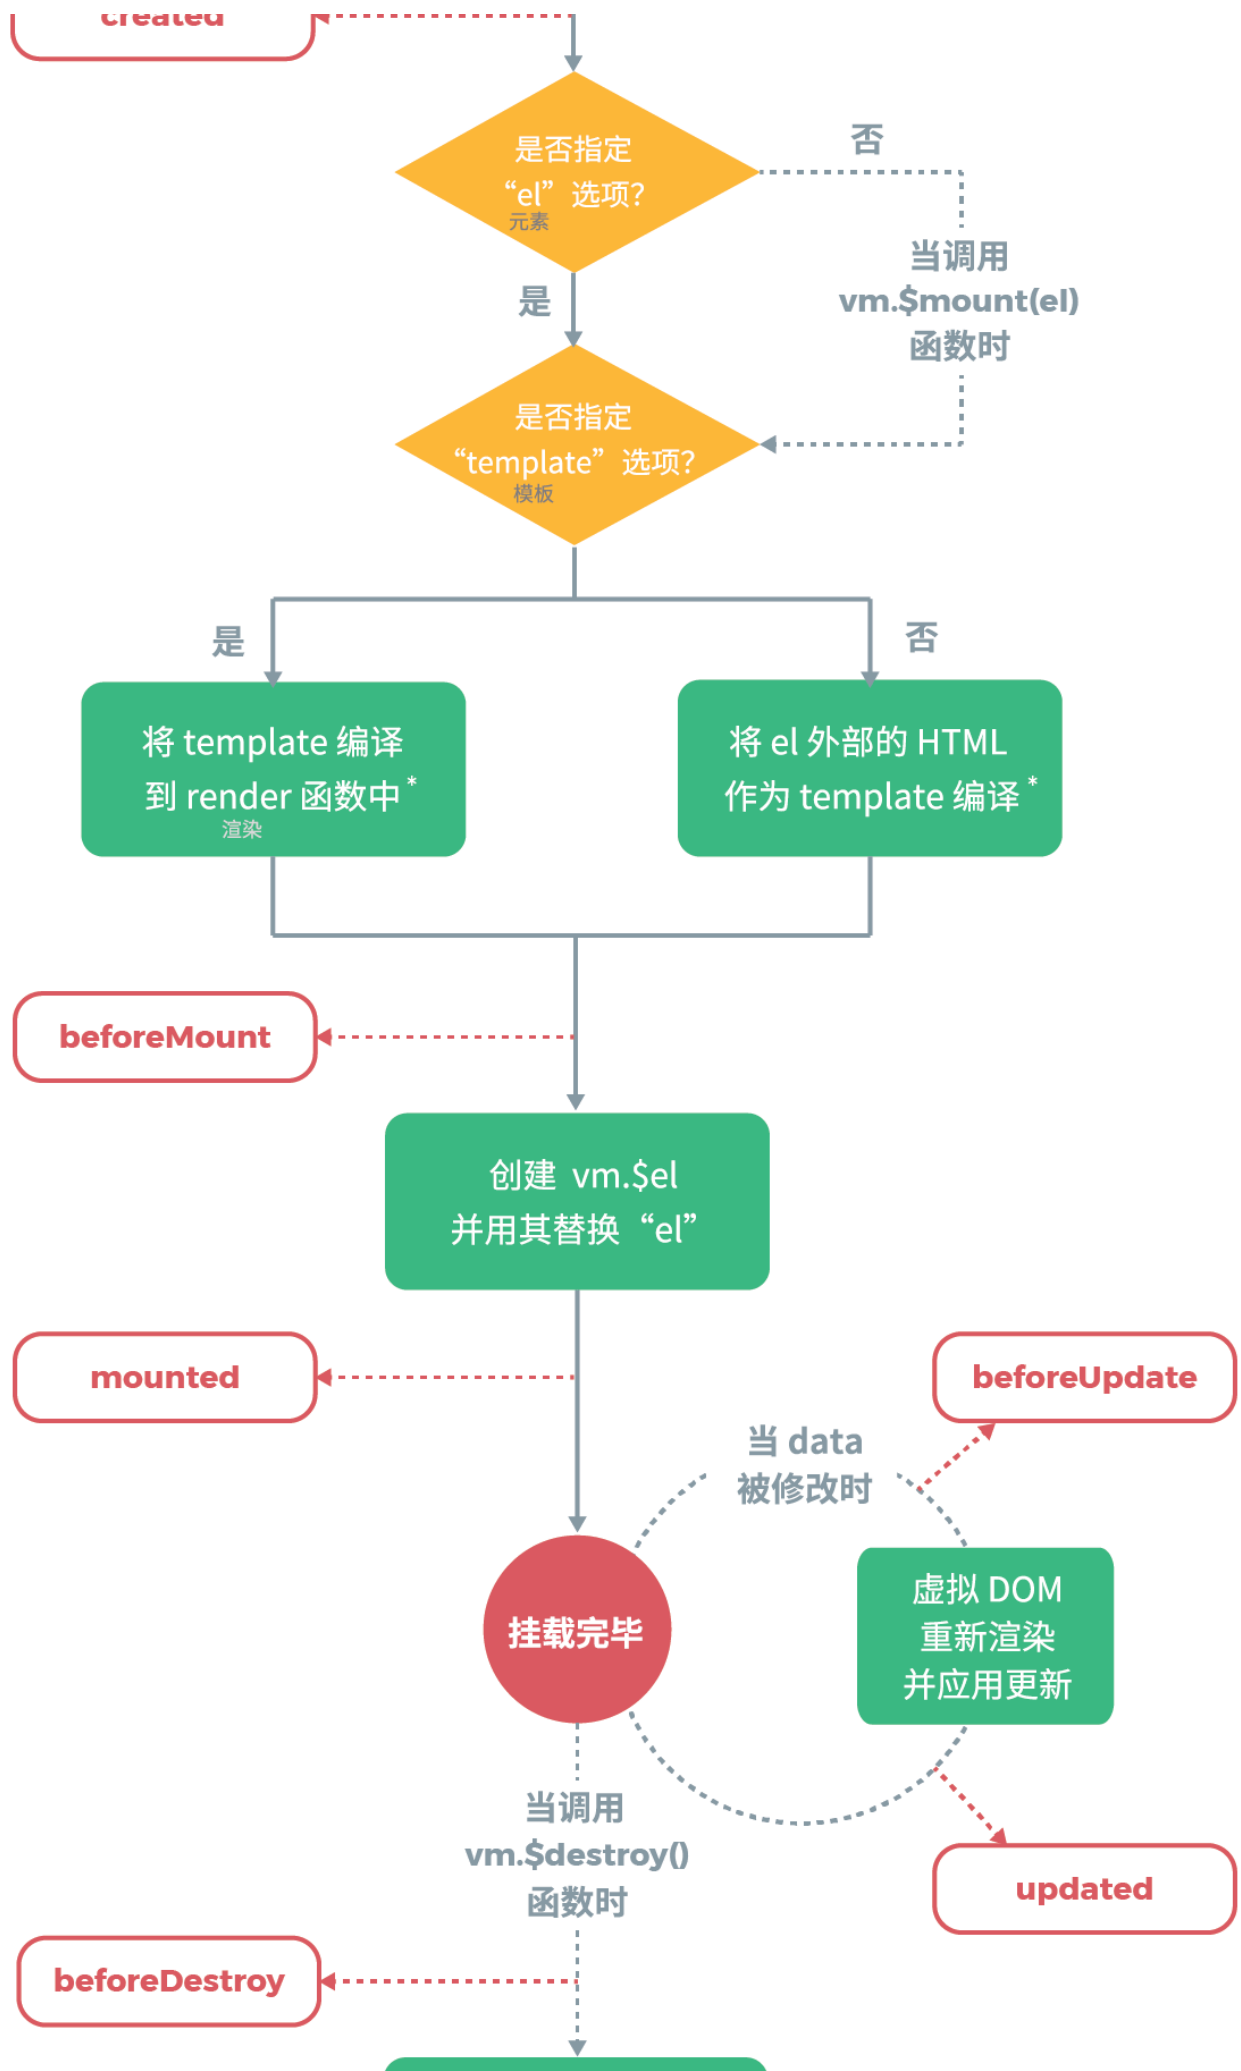 created
是否指定
“el” 选项?
元素
否
当调用
vm.$mount(el)
函数时
是
是否指定
“template” 选项?
模板
是
否
将 template 编译
到 render 函数中*
渲染
将 el 外部的 HTML
作为 template 编译*
beforeMount
创建 vm.$el
并用其替换 “el”
mounted
beforeUpdate
当 data
被修改时
挂载完毕
虚拟 DOM
重新渲染
并应用更新
当调用
vm.$destroy()
函数时
updated
beforeDestroy